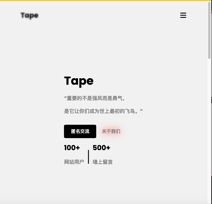 Tape
Tape
“重要的不是强风而是勇气，
是它让你们成为世上最初的飞鸟。”
匿名交流
关于我们
100+
500+
网站用户
墙上留言